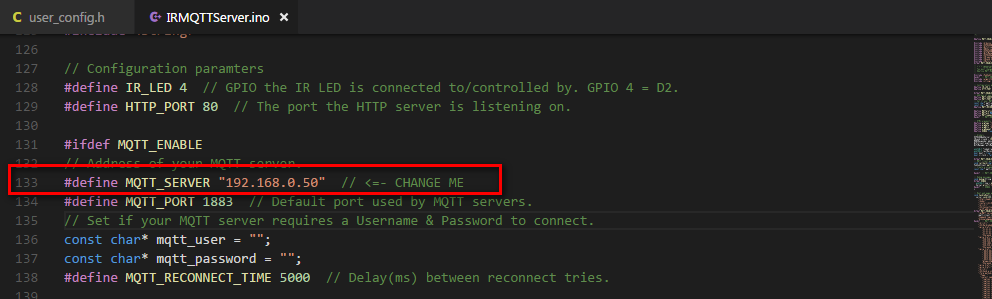 user_config.h IRMQTTServer.ino
126
127 // Configuration paramters
128 #define IR_LED 4 // GPIO the IR LED is connected to/controlled by. GPIO 4 = D2.
129 #define HTTP_PORT 80 // The port the HTTP server is listening on.
130
131 #ifdef MQTT_ENABLE
132 // Address of your MQTT server
133 #define MQTT_SERVER "192.168.0.50" // <=- CHANGE ME
134 #define MQTT_PORT 1883 // Default port used by MQTT servers.
135 // Set if your MQTT server requires a Username & Password to connect.
136 const char* mqtt_user = "";
137 const char* mqtt_password = "";
138 #define MQTT_RECONNECT_TIME 5000 // Delay(ms) between reconnect tries.
139